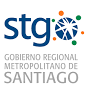 stgo
GOBIERNO REGIONAL
METROPOLITANO DE
SANTIAGO